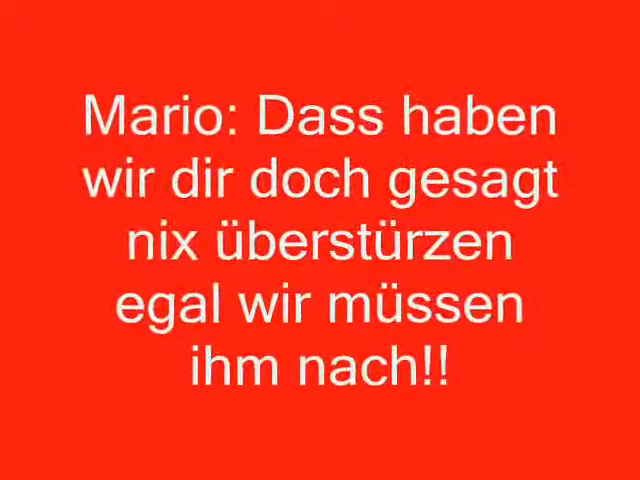 Mario: Dass haben
wir dir doch gesagt
nix überstürzen
egal wir müssen
ihm nach!!